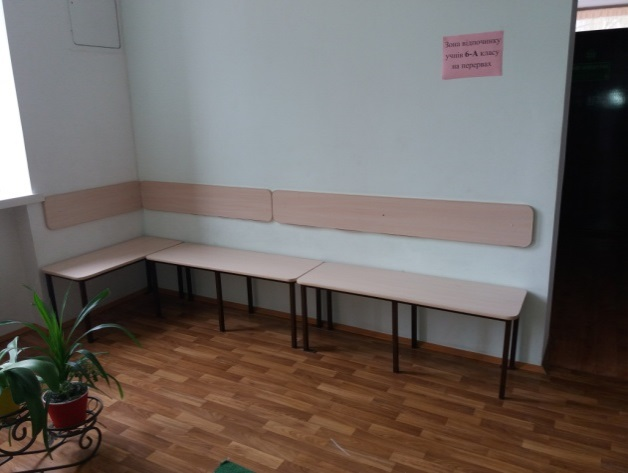 Зона відпочинку
учнів 6-А класу
на перервах